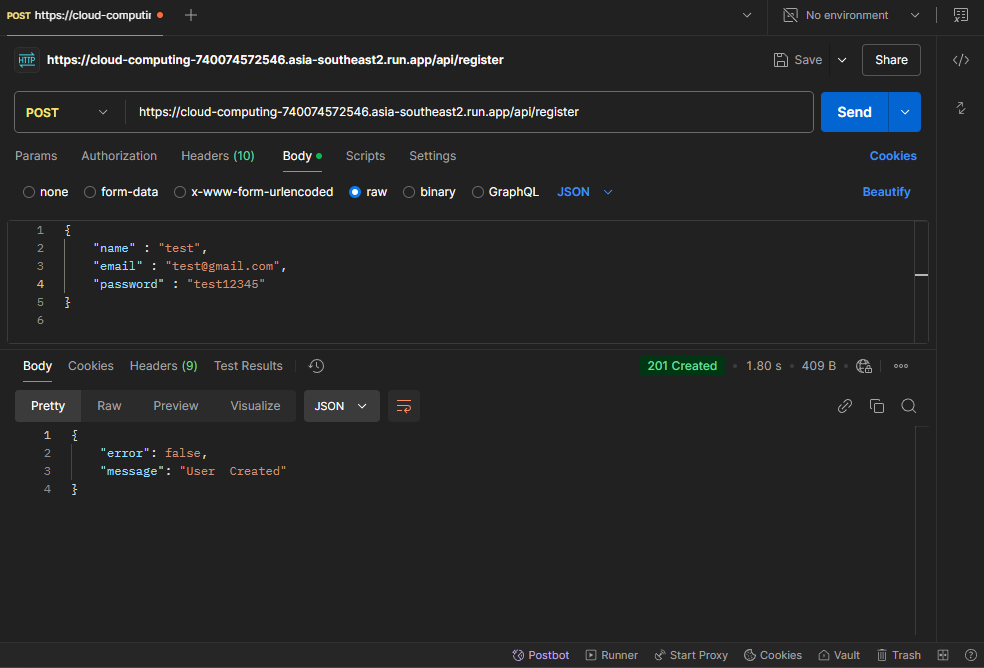 POST https://cloud-computin
No environment
HTTP https://cloud-computing-740074572546.asia-southeast2.run.app/api/register
Save
Share
POST
https://cloud-computing-740074572546.asia-southeast2.run.app/api/register
Send
Params Authorization Headers (10) Body Scripts Settings Cookies
none form-data x-www-form-urlencoded raw binary GraphQL JSON Beautify
1 {
2 "name" : "test",
3 "email" : "test@gmail.com",
4 "password" : "test12345"
5 }
6
Body Cookies Headers (9) Test Results 201 Created 1.80 s 409 B
Pretty Raw Preview Visualize JSON
1 {
2 "error": false,
3 "message": "User  Created"
4 }
Postbot Runner Start Proxy Cookies Vault Trash